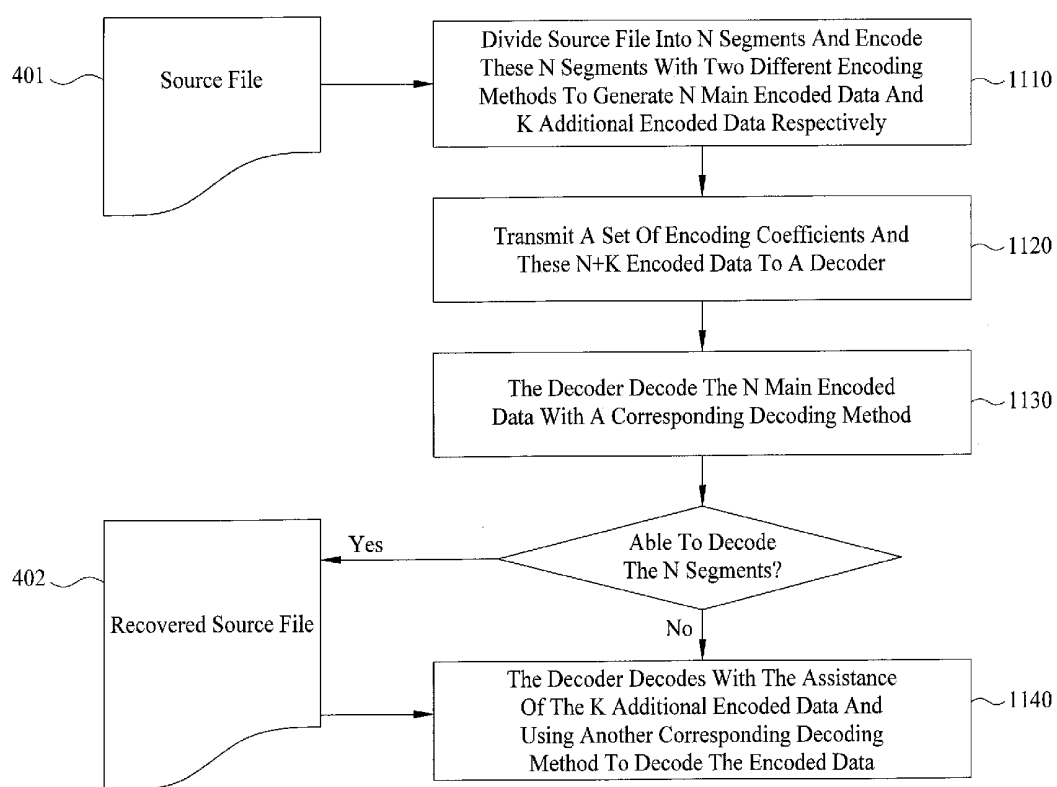 401
Source File
Divide Source File Into N Segments And Encode
These N Segments With Two Different Encoding
Methods To Generate N Main Encoded Data And
K Additional Encoded Data Respectively
1110
Transmit A Set Of Encoding Coefficients And
These N+K Encoded Data To A Decoder
1120
The Decoder Decode The N Main Encoded
Data With A Corresponding Decoding Method
1130
Able To Decode
The N Segments?
Yes
No
402
Recovered Source File
The Decoder Decodes With The Assistance
Of The K Additional Encoded Data And
Using Another Corresponding Decoding
Method To Decode The Encoded Data
1140